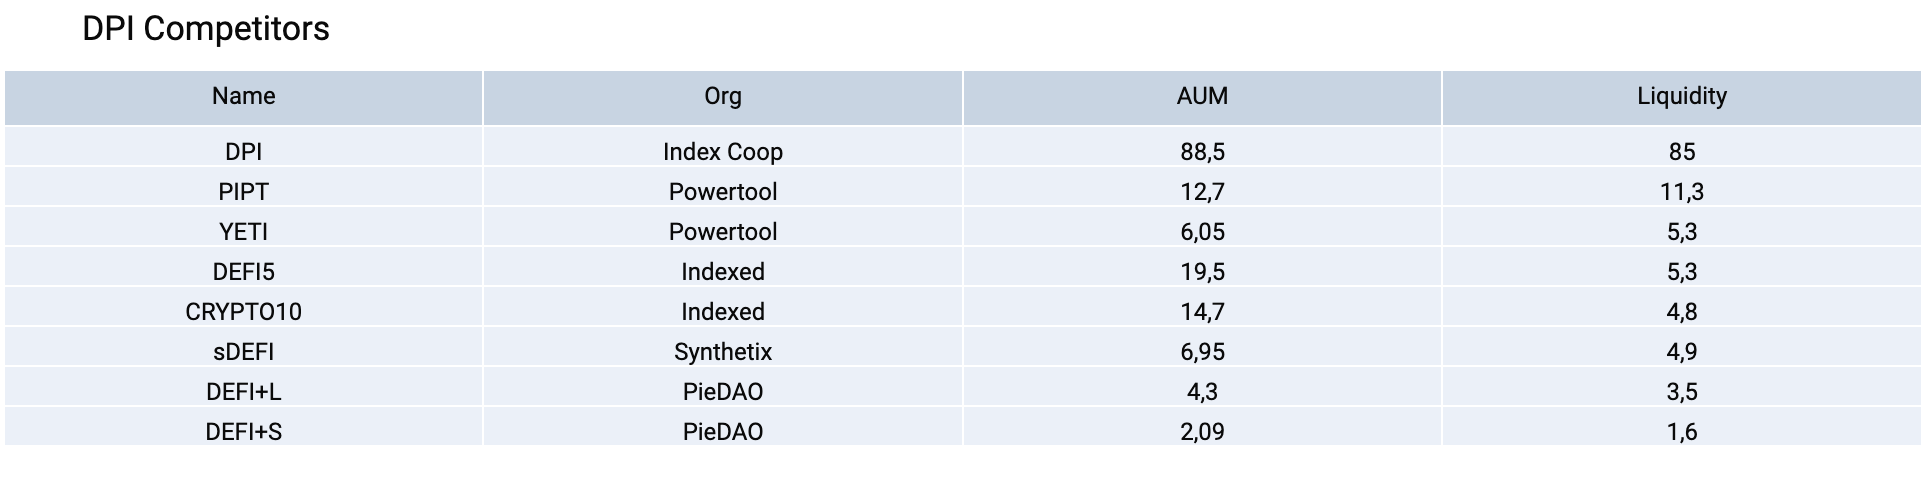 DPI Competitors
Name Org AUM Liquidity
DPI Index Coop 88,5 85
PIPT Powertool 12,7 11,3
YETI Powertool 6,05 5,3
DEFI5 Indexed 19,5 5,3
CRYPTO10 Indexed 14,7 4,8
sDEFI Synthetix 6,95 4,9
DEFI+L PieDAO 4,3 3,5
DEFI+S PieDAO 2,09 1,6